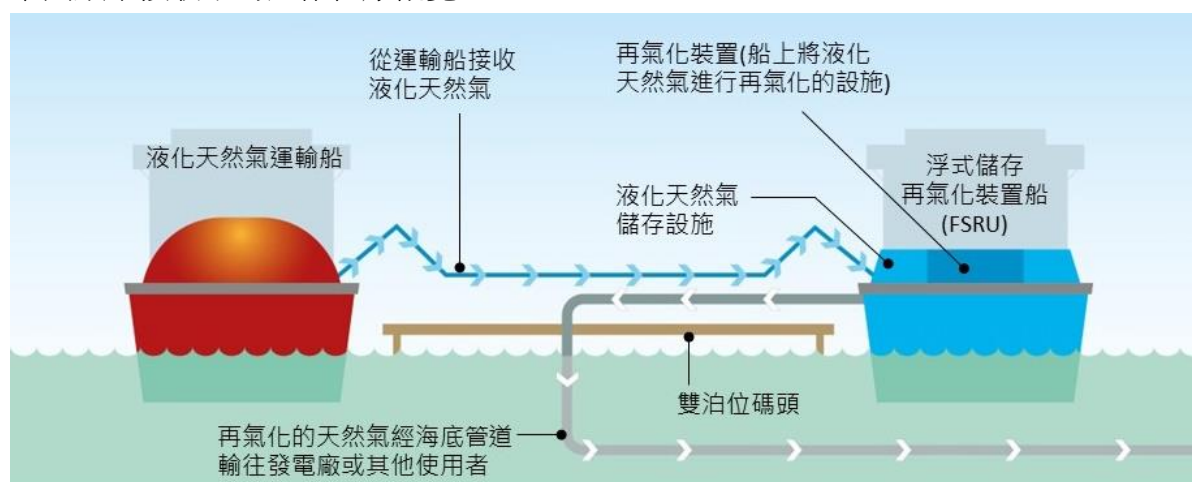 從運輸船接收
液化天然氣
再氣化裝置(船上將液化
天然氣進行再氣化的設施)
液化天然氣運輸船
浮式儲存
再氣化裝置船
(FSRU)
液化天然氣
儲存設施
雙泊位碼頭
再氣化的天然氣經海底管道
輸往發電廠或其他使用者